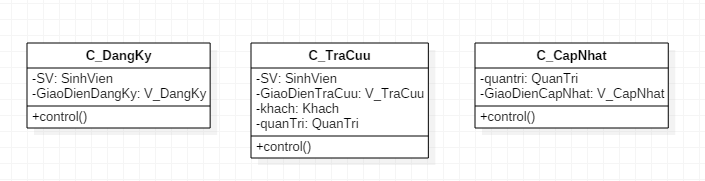 C_DangKy
-SV: SinhVien
-GiaoDienDangKy: V_DangKy
+control()
C_TraCuu
-SV: SinhVien
-GiaoDienTraCuu: V_TraCuu
-khach: Khach
-quanTri: QuanTri
+control()
C_CapNhat
-quantri: QuanTri
-GiaoDienCapNhat: V_CapNhat
+control()